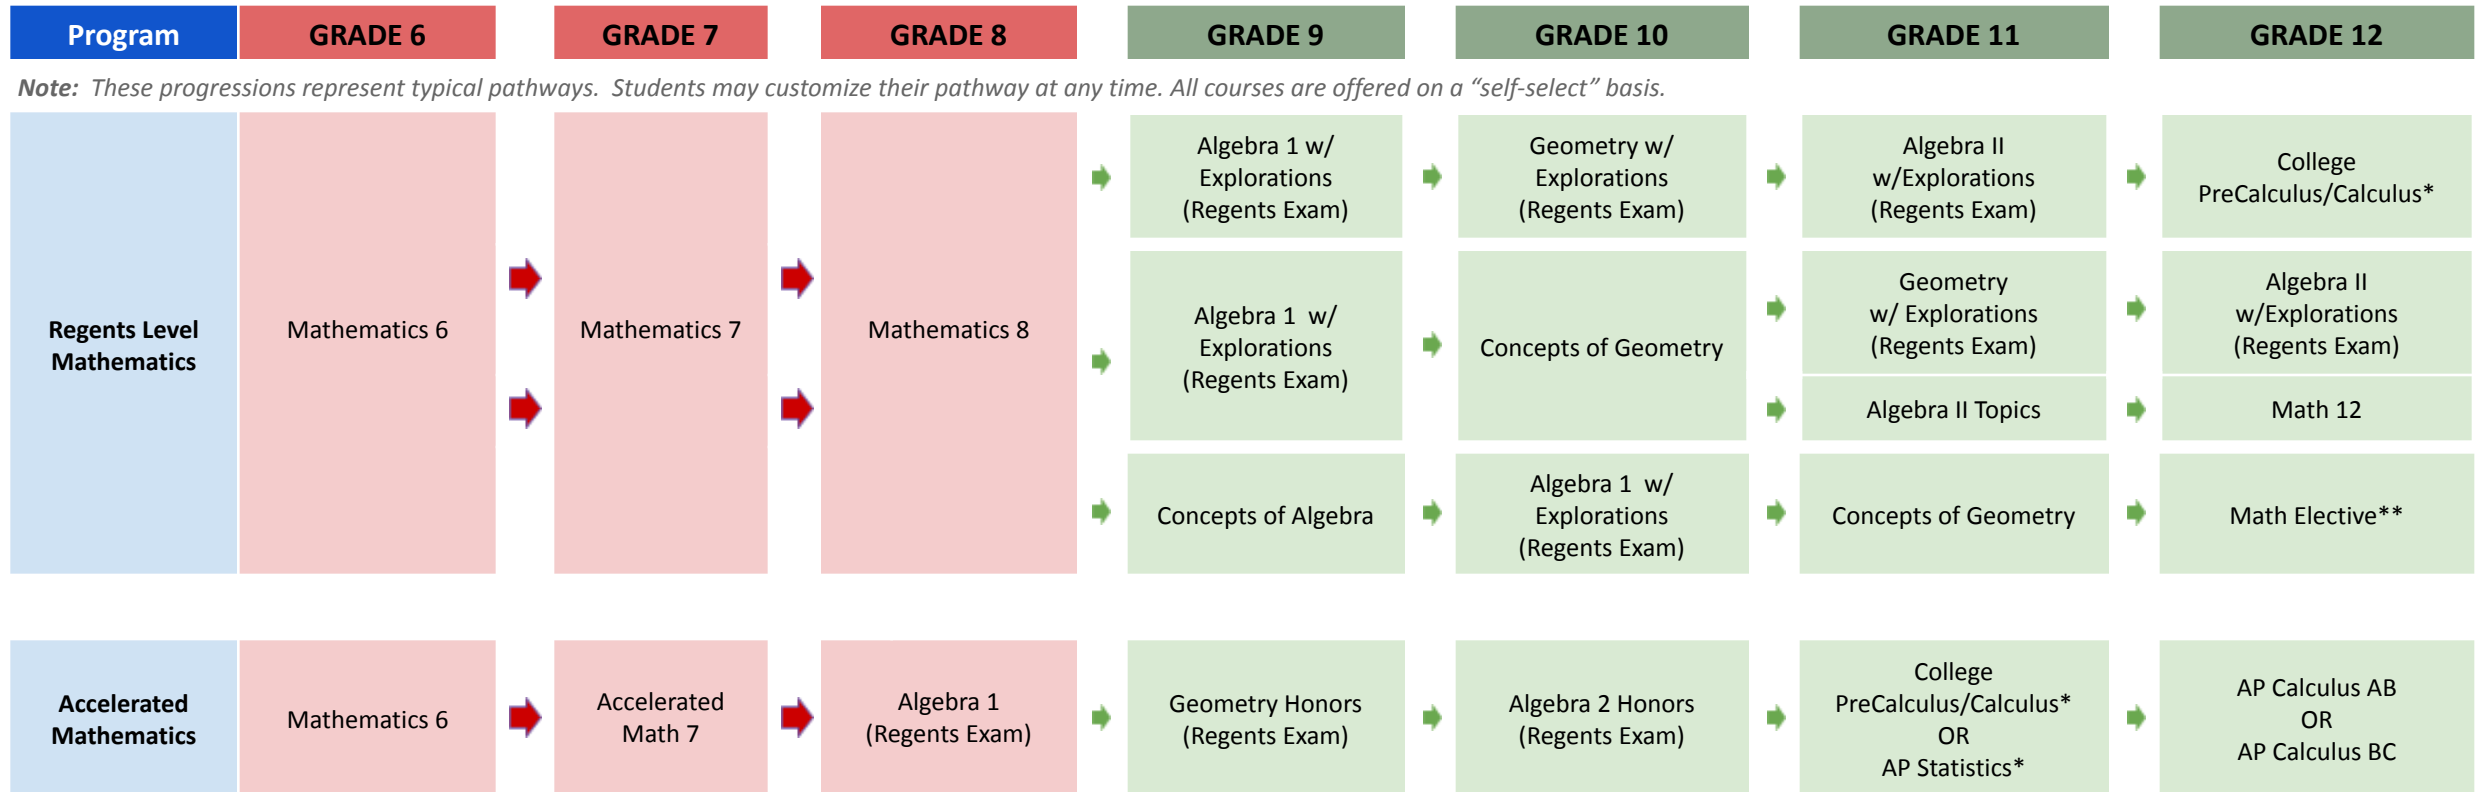 Program
GRADE 6
GRADE 7
GRADE 8
GRADE 9
GRADE 10
GRADE 11
GRADE 12
Note: These progressions represent typical pathways. Students may customize their pathway at any time. All courses are offered on a “self-select” basis.
Regents Level
Mathematics
Mathematics 6
Mathematics 7
Mathematics 8
Algebra 1 w/
Explorations
(Regents Exam)
Geometry w/
Explorations
(Regents Exam)
Algebra II
w/Explorations
(Regents Exam)
College
PreCalculus/Calculus*
Algebra 1 w/
Explorations
(Regents Exam)
Concepts of Geometry
Geometry
w/ Explorations
(Regents Exam)
Algebra II
w/Explorations
(Regents Exam)
Algebra II Topics
Math 12
Concepts of Algebra
Algebra 1 w/
Explorations
(Regents Exam)
Concepts of Geometry
Math Elective**
Accelerated
Mathematics
Mathematics 6
Accelerated
Math 7
Algebra 1
(Regents Exam)
Geometry Honors
(Regents Exam)
Algebra 2 Honors
(Regents Exam)
College
PreCalculus/Calculus*
OR
AP Statistics*
AP Calculus AB
OR
AP Calculus BC